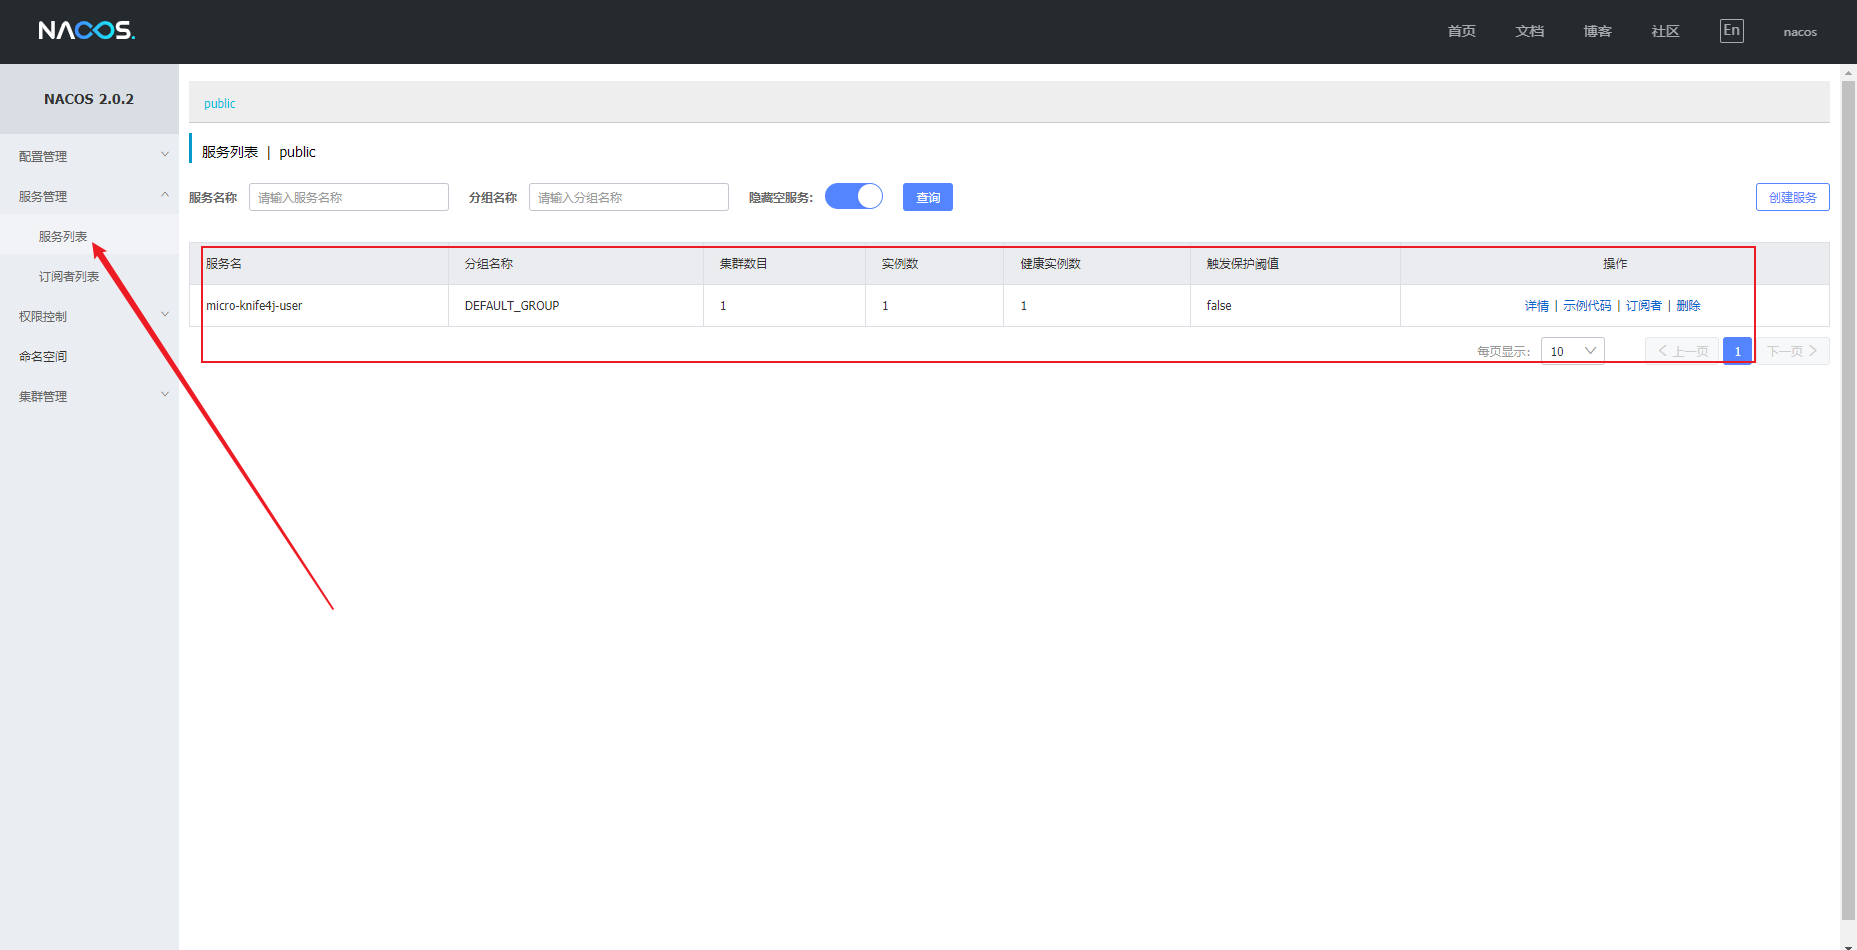 NACOS.
首页 文档 博客 社区 En nacos
NACOS 2.0.2
配置管理
服务管理
服务列表
订阅者列表
权限控制
命名空间
集群管理
public
服务列表 | public
服务名称 请输入服务名称 分组名称 请输入分组名称 隐藏空服务: 查询 创建服务
服务名 分组名称 集群数目 实例数 健康实例数 触发保护阈值 操作
micro-knife4j-user DEFAULT_GROUP 1 1 1 false 详情 | 示例代码 | 订阅者 | 删除
每页显示: 10 上一页 1 下一页